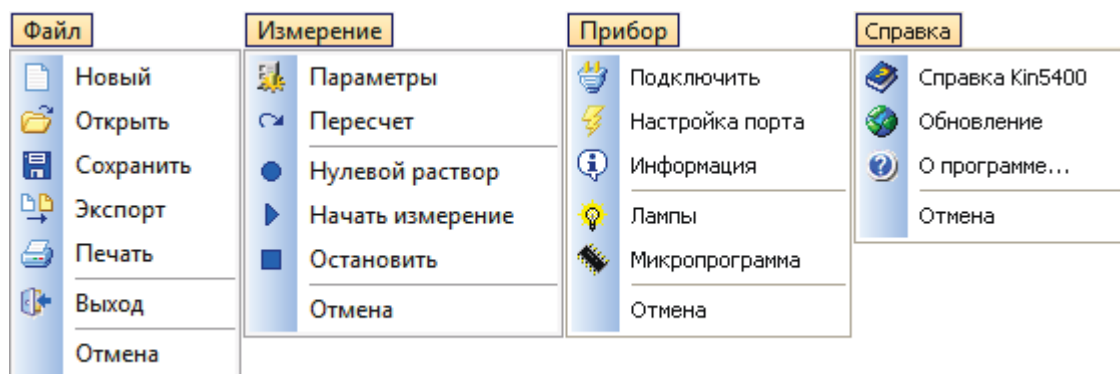 Файл
Новый
Открыть
Сохранить
Экспорт
Печать
Выход
Отмена
Измерение
Параметры
Пересчет
Нулевой раствор
Начать измерение
Остановить
Отмена
Прибор
Подключить
Настройка порта
Информация
Лампы
Микропрограмма
Отмена
Справка
Справка Kin5400
Обновление
О программе...
Отмена